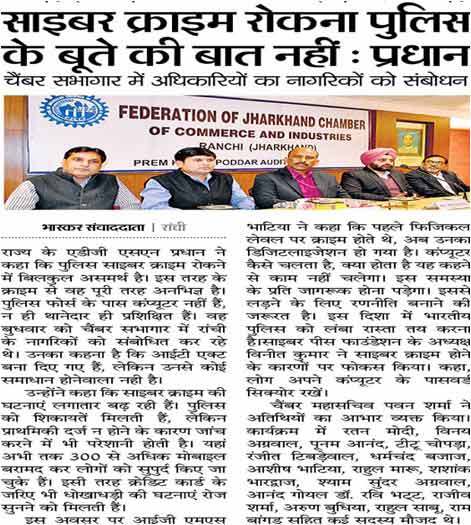 साइबर क्राइम रोकना पुलिस
के बूते की बात नहीं : प्रधान
चैंबर सभागार में अधिकारियों का नागरिकों को संबोधन
FEDERATION OF JHARKHAND CHAMBER
OF COMMERCE AND INDUSTRIES
RANCHI (JHARKHAND)
PREM PODDAR AUDI
भास्कर संवाददाता | रांची
राज्य के एडीजी एसएन प्रधान ने
कहा कि पुलिस साइबर क्राइम रोकने
में बिलकुल असमर्थ है। इस तरह के
क्राइम से वह पूरी तरह अनभिज्ञ है।
पुलिस फोर्स के पास कंप्यूटर नहीं हैं,
न ही थानेदार ही प्रशिक्षित हैं। वह
बुधवार को चैंबर सभागार में रांची
के नागरिकों को संबोधित कर रहे
थे। उनका कहना है कि आईटी एक्ट
बना दिए गए हैं, लेकिन उनसे कोई
समाधान होनेवाला नही है।
उन्होंने कहा कि साइबर क्राइम की
घटनाएं लगातार बढ़ रही हैं। पुलिस
को शिकायतें मिलती हैं, लेकिन
प्राथमिकी दर्ज न होने के कारण जांच
करने में भी परेशानी होती है। यहां
अभी तक 300 से अधिक मोबाइल
बरामद कर लोगों को सुपुर्द किए जा
चुके हैं। इसी तरह क्रेडिट कार्ड के
जरिए भी धोखाधड़ी की घटनाएं रोज
सुनने को मिलती हैं।
इस अवसर पर आईजी एमएस
भाटिया ने कहा कि पहले फिजिकल
लेवल पर क्राइम होते थे, अब उनका
डिजिटलाइजेशन हो गया है। कंप्यूटर
कैसे चलता है, क्या होता है यह कहने
से काम नहीं चलेगा। इस समस्या
के प्रति जागरूक होना पड़ेगा। इससे
लड़ने के लिए रणनीति बनाने की
जरूरत है। इस दिशा में भारतीय
पुलिस को लंबा रास्ता तय करना
है।साइबर पीस फाउंडेशन के अध्यक्ष
विनीत कुमार ने साइबर क्राइम होने
के कारणों पर फोकस किया। कहा,
लोग अपने कंप्यूटर के पासवर्ड
सिक्योर रखें।
चैंबर महासचिव पवन शर्मा ने
अतिथियों का आभार व्यक्त किया।
कार्यक्रम में रतन मोदी, विनय
अग्रवाल, पूनम आनंद, टीटू चोपड़ा,
रंजीत टिबड़ेवाल, धर्मचंद बजाज,
आशीष भाटिया, राहुल मारू, शशांक
भारद्वाज, श्याम सुंदर अग्रवाल,
आनंद गोयल डॉ. रवि भट्ट, राजीव
शर्मा, अरुण बुधिया, राहुल साबू, राम
बांगड़ सहित कई सदस्य मौजूद थे।